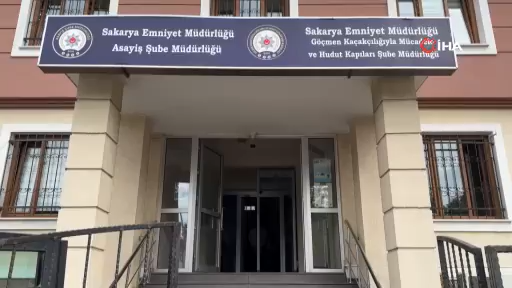 Sakarya Emniyet Müdürlüğü
Asayiş Şube Müdürlüğü
Sakarya Emniyet Müdürlüğü
Göçmen Kaçakçılığıyla Mücadele
ve Hudut Kapıları Şube Müdürlüğü
İHA